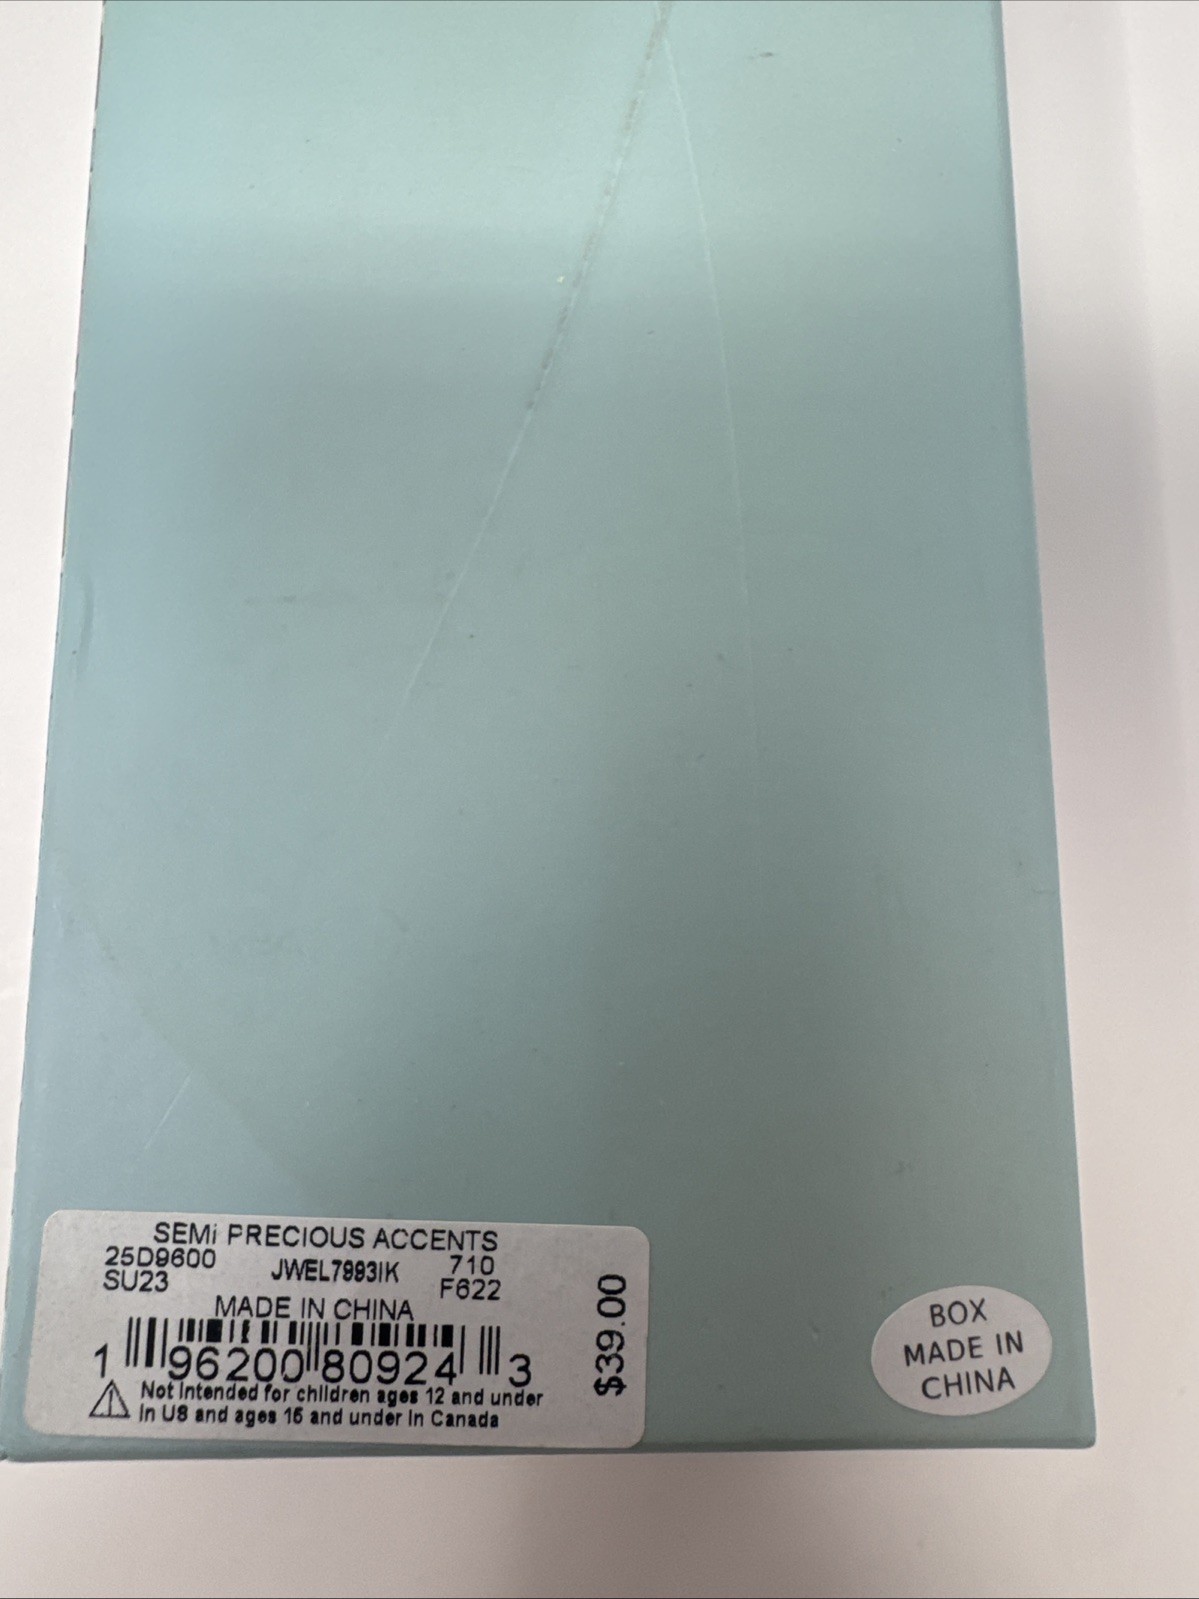 SEMi PRECIOUS ACCENTS
25D9600 JWEL7993IK 710
SU23 F622
MADE IN CHINA
1 96200 80924 3
Not intended for children ages 12 and under
in US and ages 15 and under in Canada
$39.00
BOX
MADE IN
CHINA